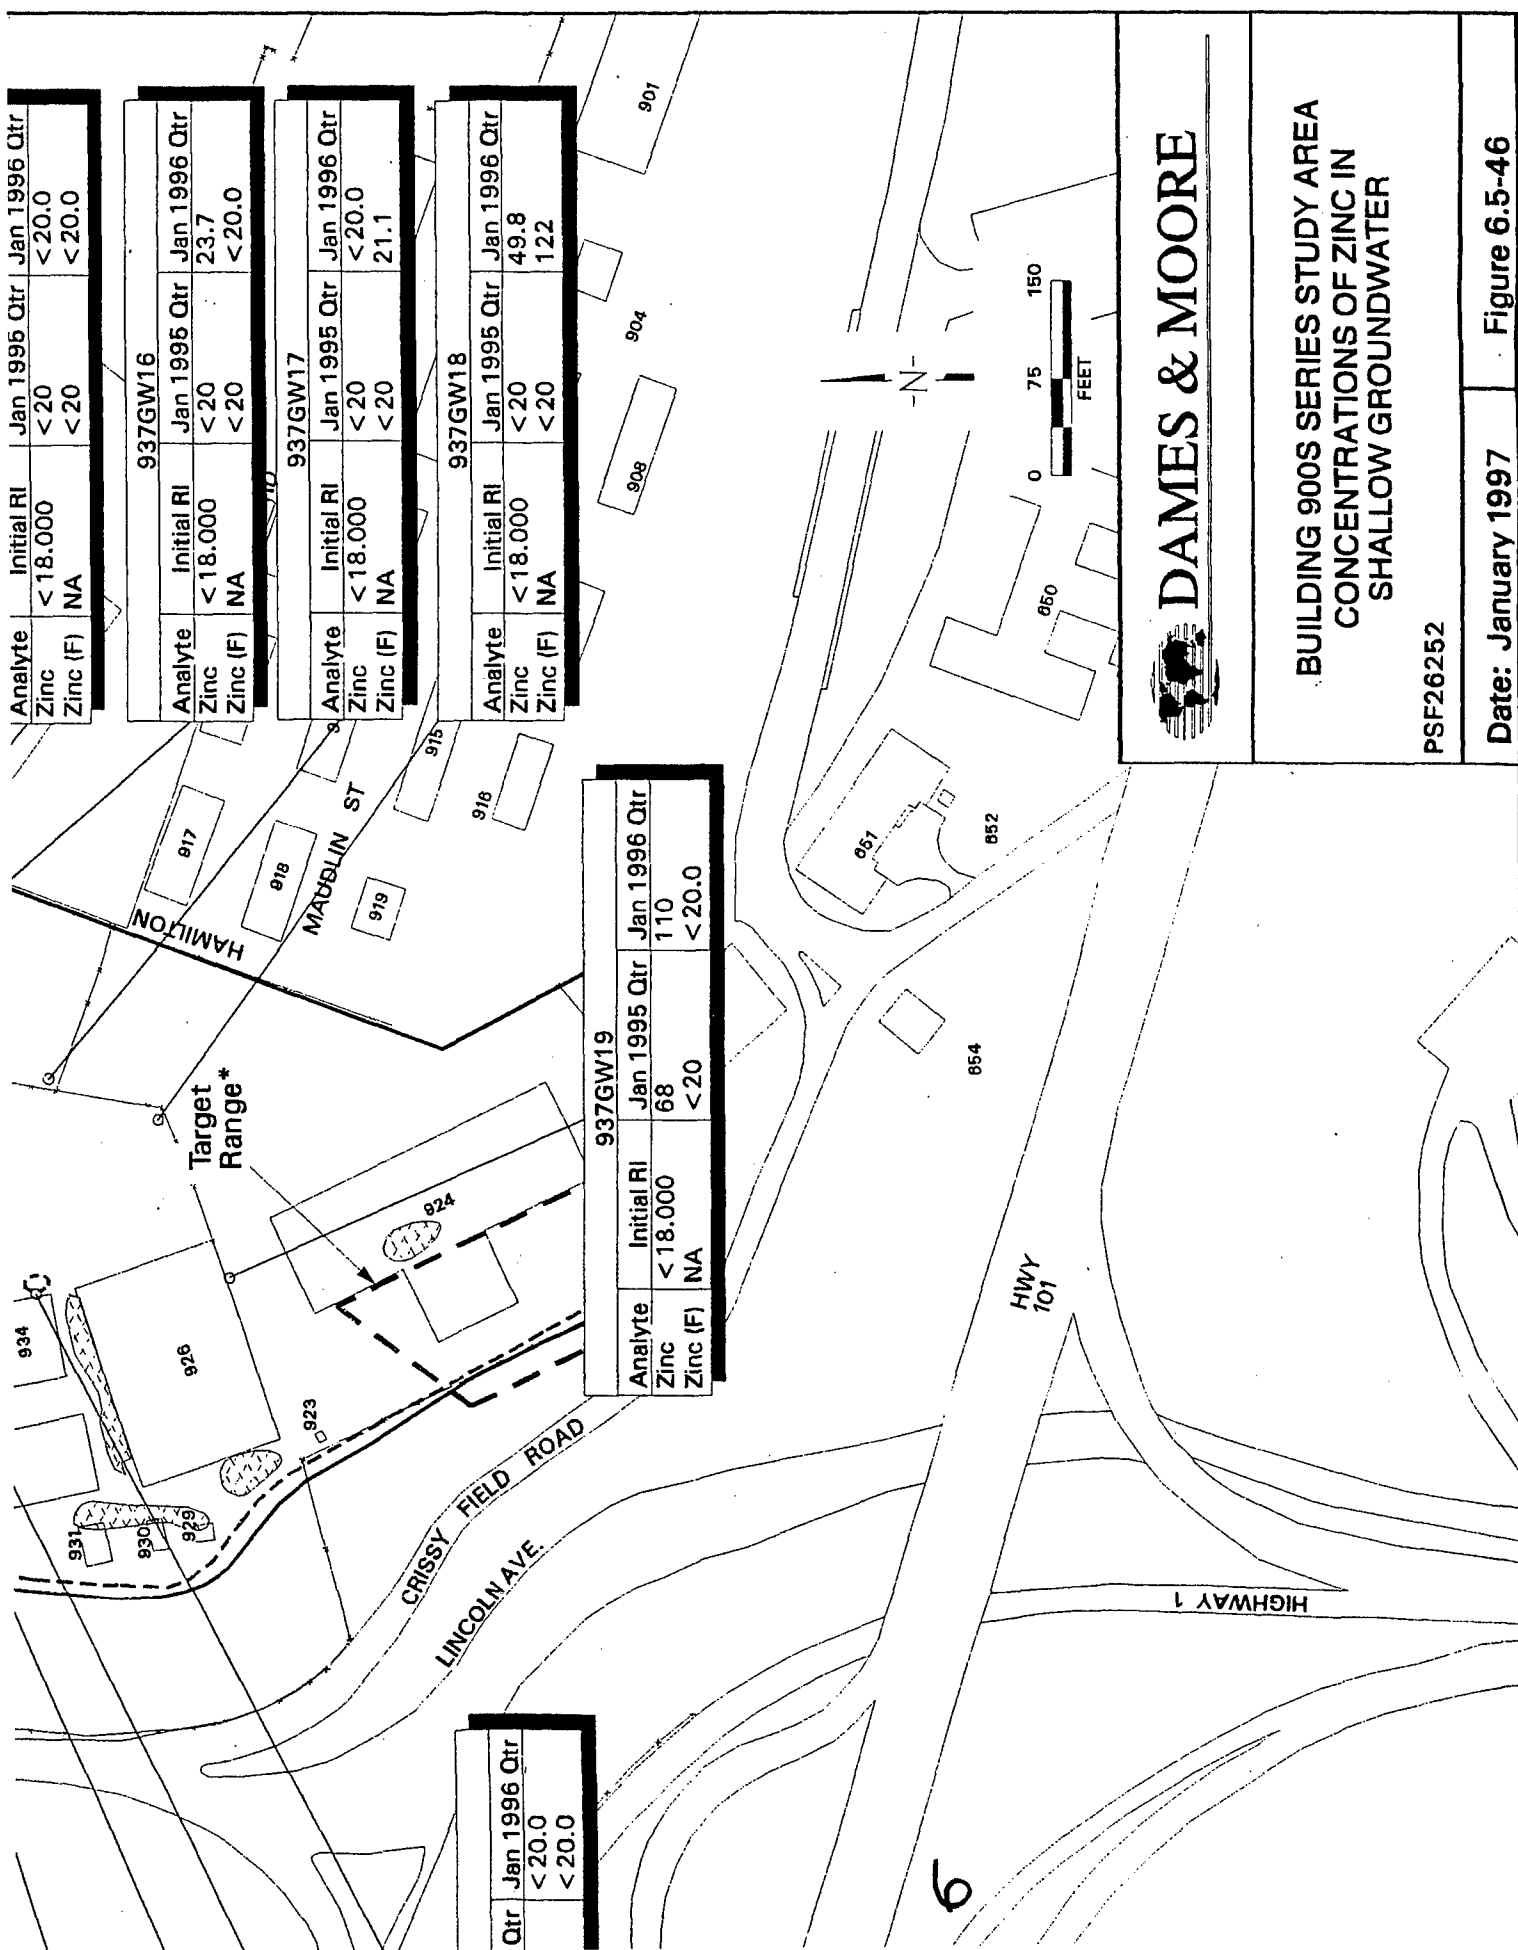 Analyte Initial RI Jan 1995 Qtr Jan 1996 Qtr
Zinc <18.000 <20 <20.0
Zinc (F) NA <20 <20.0
937GW16
Analyte Initial RI Jan 1995 Qtr Jan 1996 Qtr
Zinc <18.000 <20 23.7
Zinc (F) NA <20 <20.0
937GW17
Analyte Initial RI Jan 1995 Qtr Jan 1996 Qtr
Zinc <18.000 <20 <20.0
Zinc (F) NA <20 21.1
937GW18
Analyte Initial RI Jan 1995 Qtr Jan 1996 Qtr
Zinc <18.000 <20 49.8
Zinc (F) NA <20 122
937GW19
Analyte Initial RI Jan 1995 Qtr Jan 1996 Qtr
Zinc <18.000 68 110
Zinc (F) NA <20 <20.0
Qtr Jan 1996 Qtr
<20.0
<20.0
934
926
931
930
929
923
924
Target
Range*
HAMILTON
MAUDLIN ST
917
918
919
915
916
901
904
908
CRISSY FIELD ROAD
LINCOLN AVE.
HWY
101
HIGHWAY 1
651
652
654
650
-N-
0 75 150
FEET
6
DAMES & MOORE
BUILDING 900S SERIES STUDY AREA
CONCENTRATIONS OF ZINC IN
SHALLOW GROUNDWATER
PSF26252
Date: January 1997
Figure 6.5-46